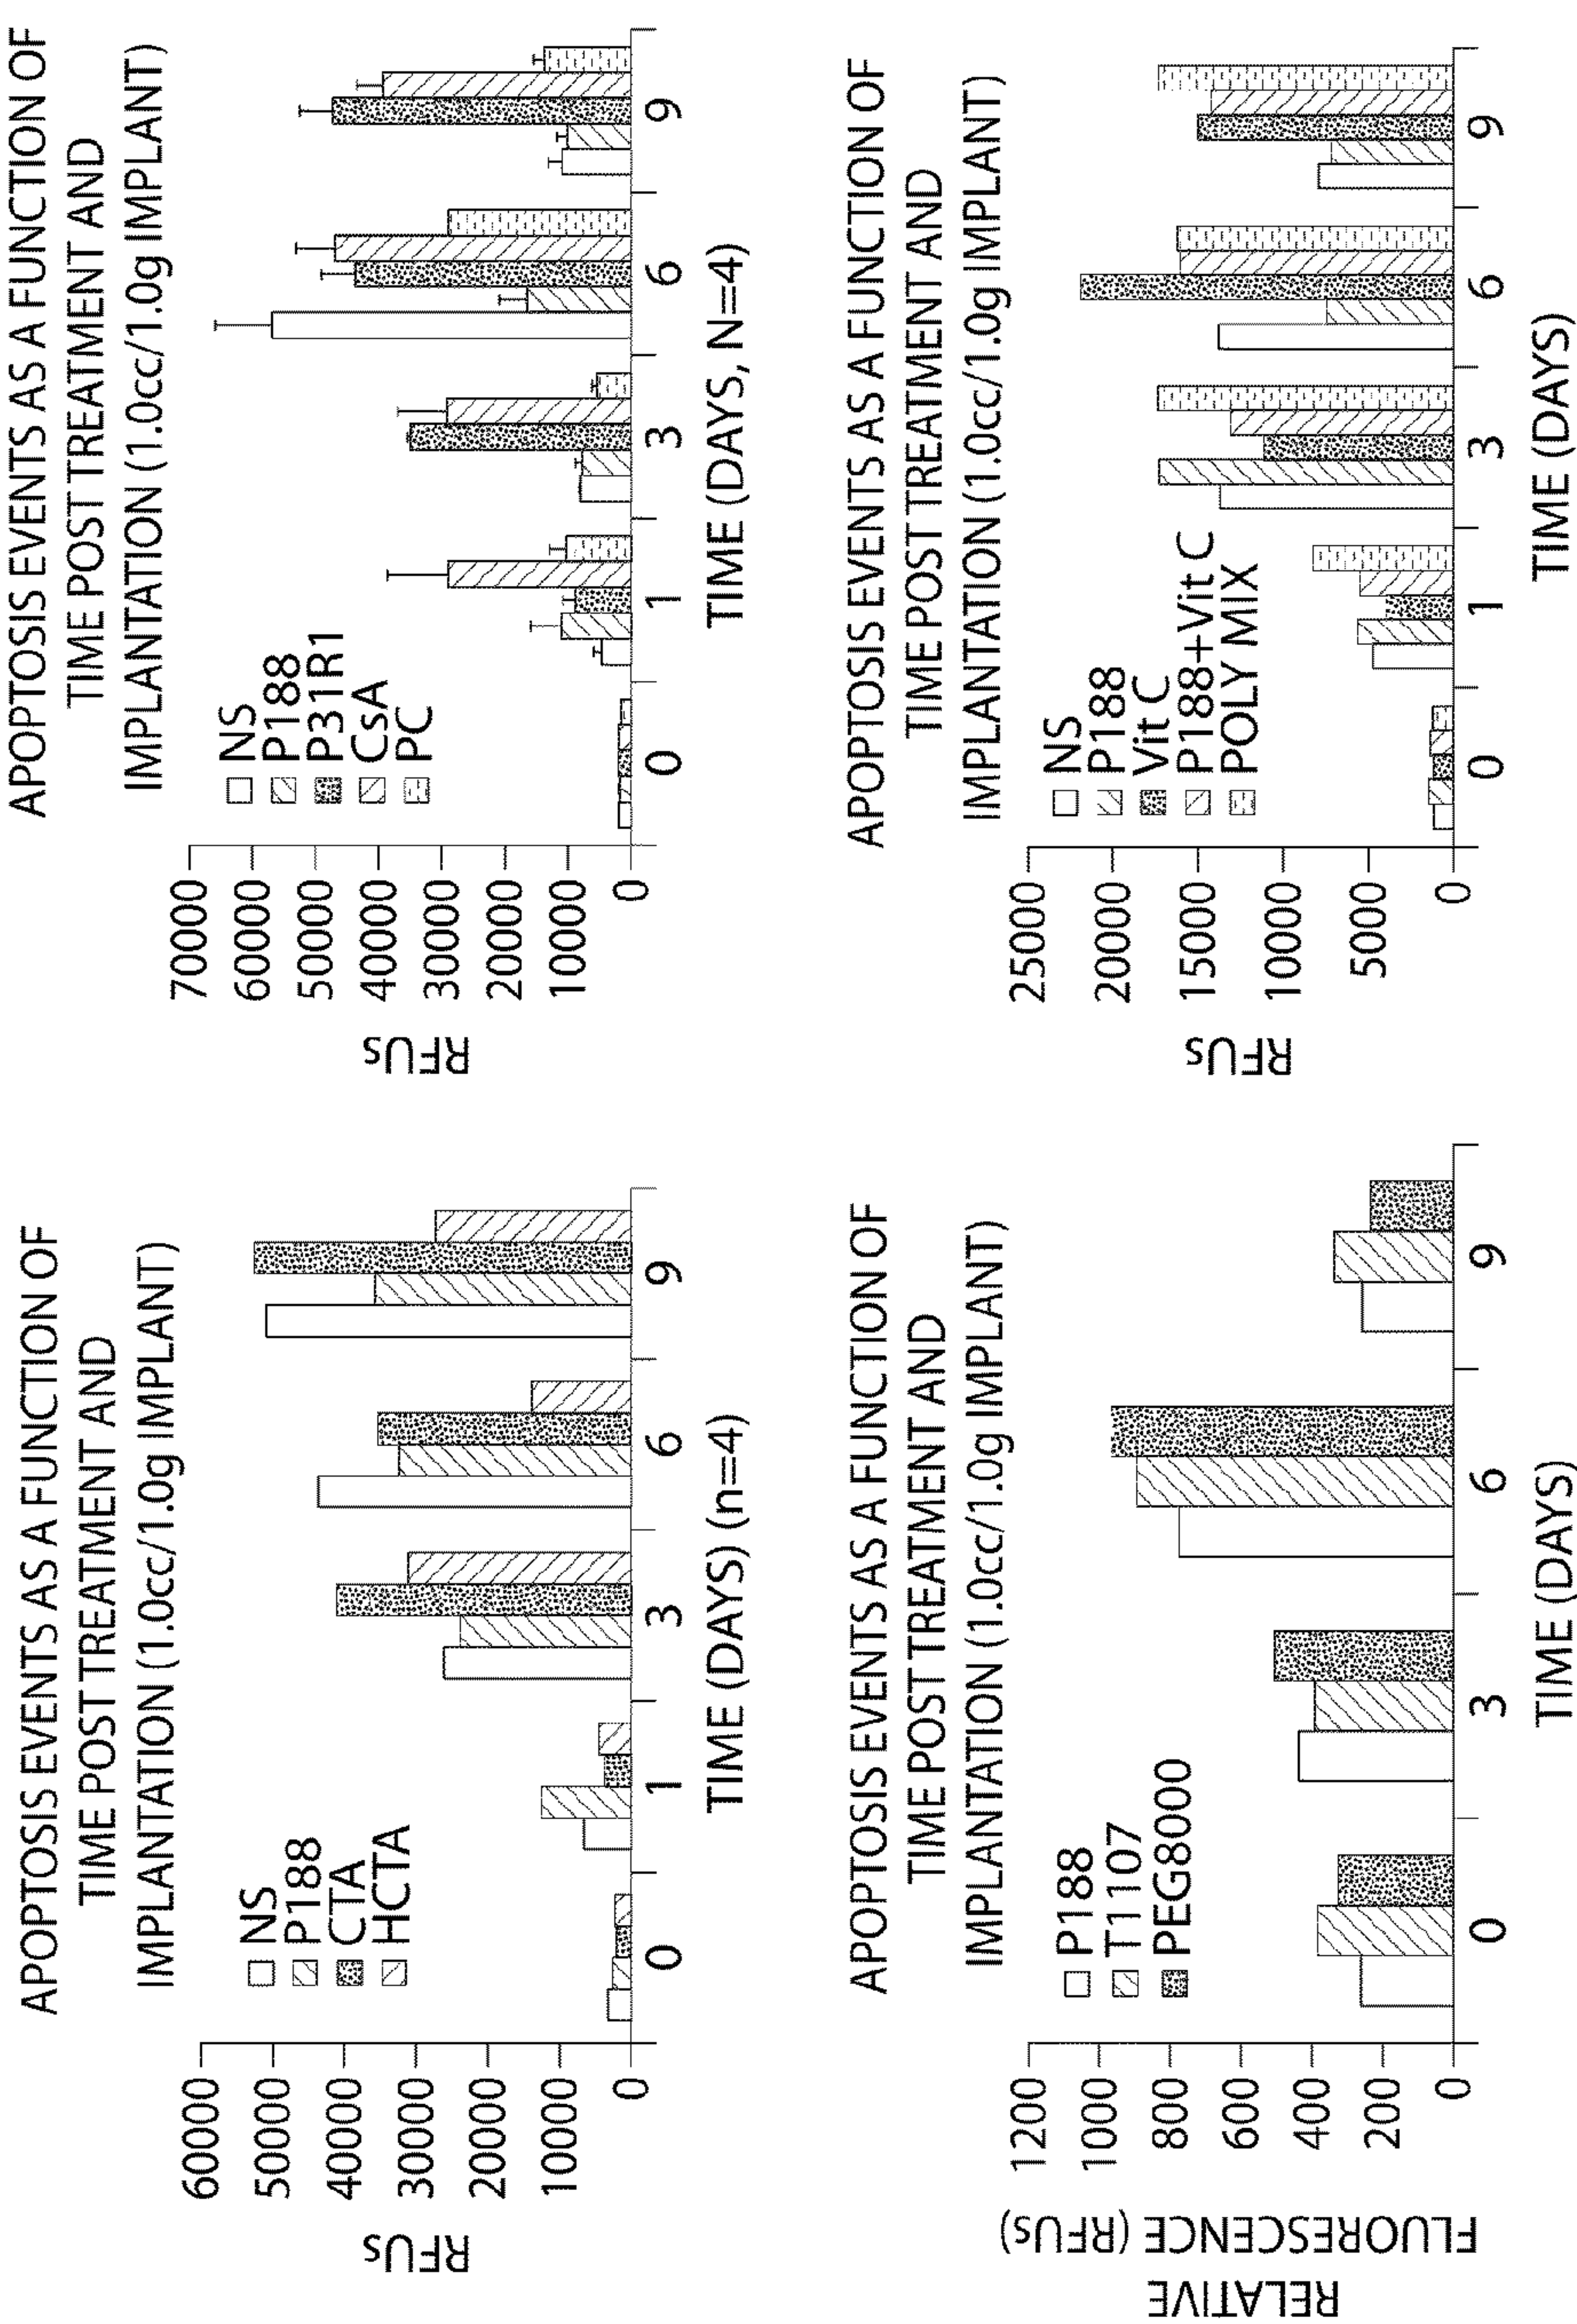 APOPTOSIS EVENTS AS A FUNCTION OF
TIME POST TREATMENT AND
IMPLANTATION (1.0cc/1.0g IMPLANT)
RFUs
60000
50000
40000
30000
20000
10000
0
NS
P188
CTA
HCTA
0 1 3 6 9
TIME (DAYS) (n=4)
APOPTOSIS EVENTS AS A FUNCTION OF
TIME POST TREATMENT AND
IMPLANTATION (1.0cc/1.0g IMPLANT)
RFUs
70000
60000
50000
40000
30000
20000
10000
0
NS
P188
P31R1
CsA
PC
0 1 3 6 9
TIME (DAYS, N=4)
APOPTOSIS EVENTS AS A FUNCTION OF
TIME POST TREATMENT AND
IMPLANTATION (1.0cc/1.0g IMPLANT)
RELATIVE
FLUORESCENCE (RFUs)
1200
1000
800
600
400
200
0
P188
T1107
PEG8000
0 3 6 9
TIME (DAYS)
APOPTOSIS EVENTS AS A FUNCTION OF
TIME POST TREATMENT AND
IMPLANTATION (1.0cc/1.0g IMPLANT)
RFUs
25000
20000
15000
10000
5000
0
NS
P188
Vit C
P188+Vit C
POLY MIX
0 1 3 6 9
TIME (DAYS)